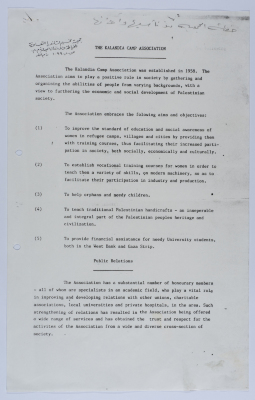 THE KALANDIA CAMP ASSOCIATION
The Kalandia Camp Association was established in 1958. The
Association aims to play a positive role in society by gathering and
organising the abilities of people from varying backgrounds, with a
view to furthering the economic and social development of Palestinian
society.
The Association embraces the folowing aims and objectives:
(1) To improve the standard of education and social awareness of
women in refugee camps, villages and cities by providing them
with training courses, thus facilitating their increased parti-
pation in society, both socially, economically and culturally.
(2) To establish vocational training courses for women in order to
teach them a variety of skills, on modern machinery, so as to
facilitate their participation in industry and production.
(3) To help orphans and needy children.
(4) To teach traditional Palestinian handicrafts - an inseperable
and integral part of the Palestinian peoples heritage and
civilization.
(5) To provide financial assistance for needy University students,
both in the West Bank and Gaza Strip.
Public Relations
The Association has a substantial number of honourary members
- all of whom are specialists in an academic field, who play a vital role
in improving and developing relations with other unions, charitable
associations, local universities and private hospitals, in the area. Such
strengthening of relations has resulted in the Association being offered
a wide range of services and has obtained the trust and respect for the
activities of the Association from a wide and diverse cross-section of
society.